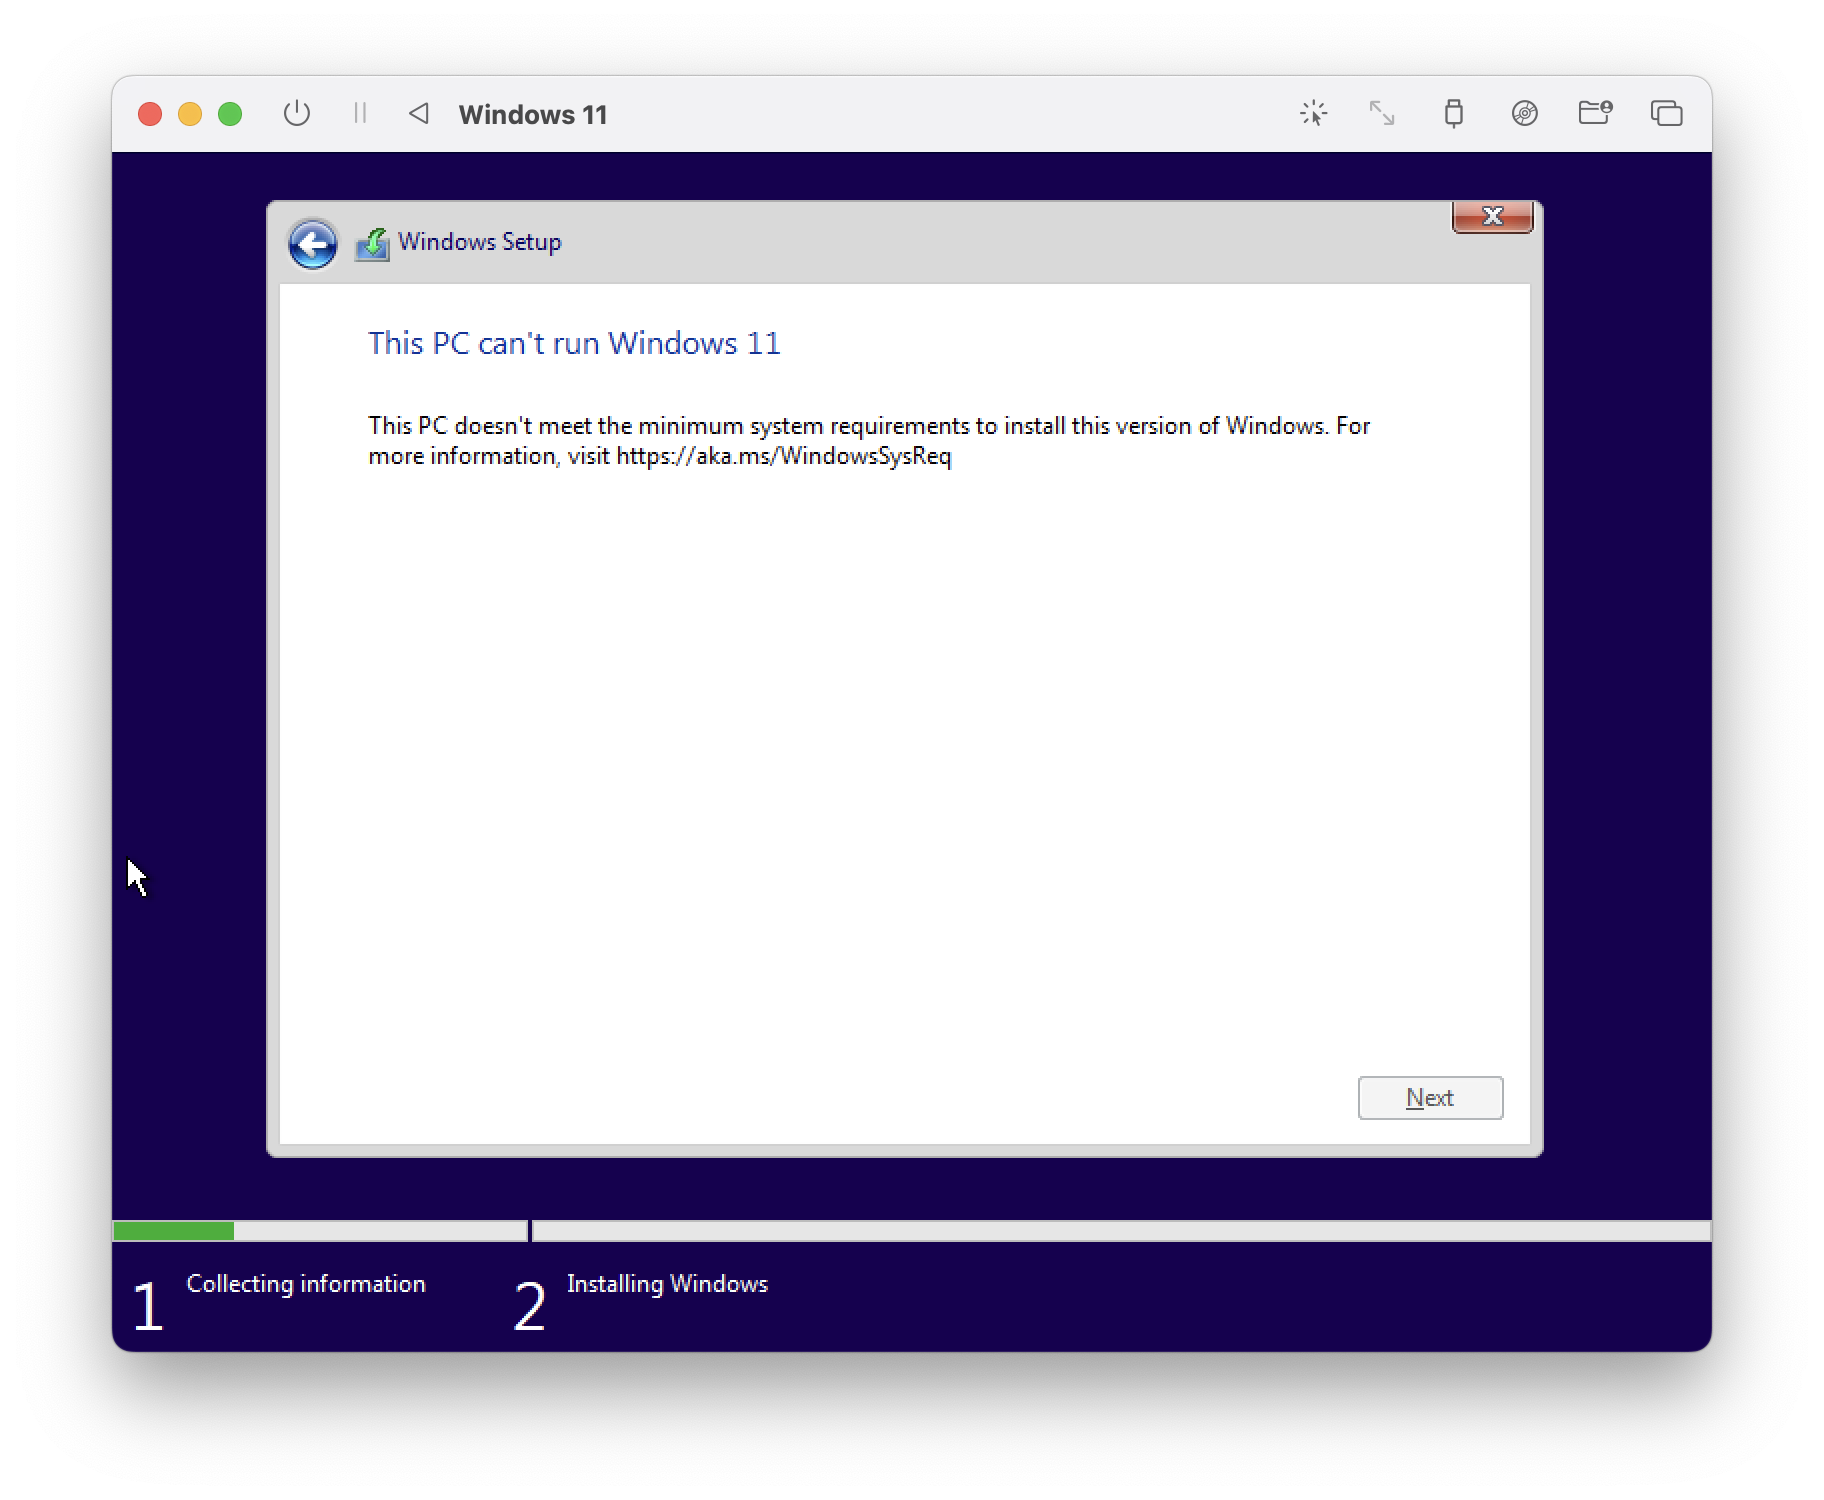 Windows 11
Windows Setup
This PC can't run Windows 11
This PC doesn't meet the minimum system requirements to install this version of Windows. For
more information, visit https://aka.ms/WindowsSysReq
Next
1 Collecting information
2 Installing Windows